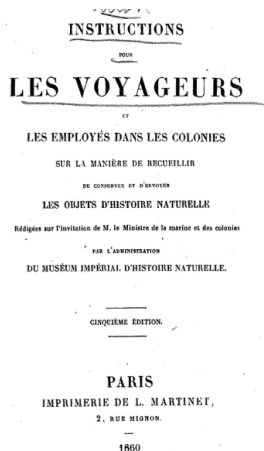 INSTRUCTIONS
POUR
LES VOYAGEURS
ET
LES EMPLOYÉS DANS LES COLONIES
SUR LA MANIÈRE DE RECUEILLIR
DE CONSERVER ET D'ENVOYER
LES OBJETS D'HISTOIRE NATURELLE
Rédigées sur l'invitation de M. le Ministre de la marine et des colonies
PAR L'ADMINISTRATION
DU MUSÉUM IMPÉRIAL D'HISTOIRE NATURELLE.
CINQUIÈME ÉDITION.
PARIS
IMPRIMERIE DE L. MARTINET,
2, RUE MIGNON.
1860